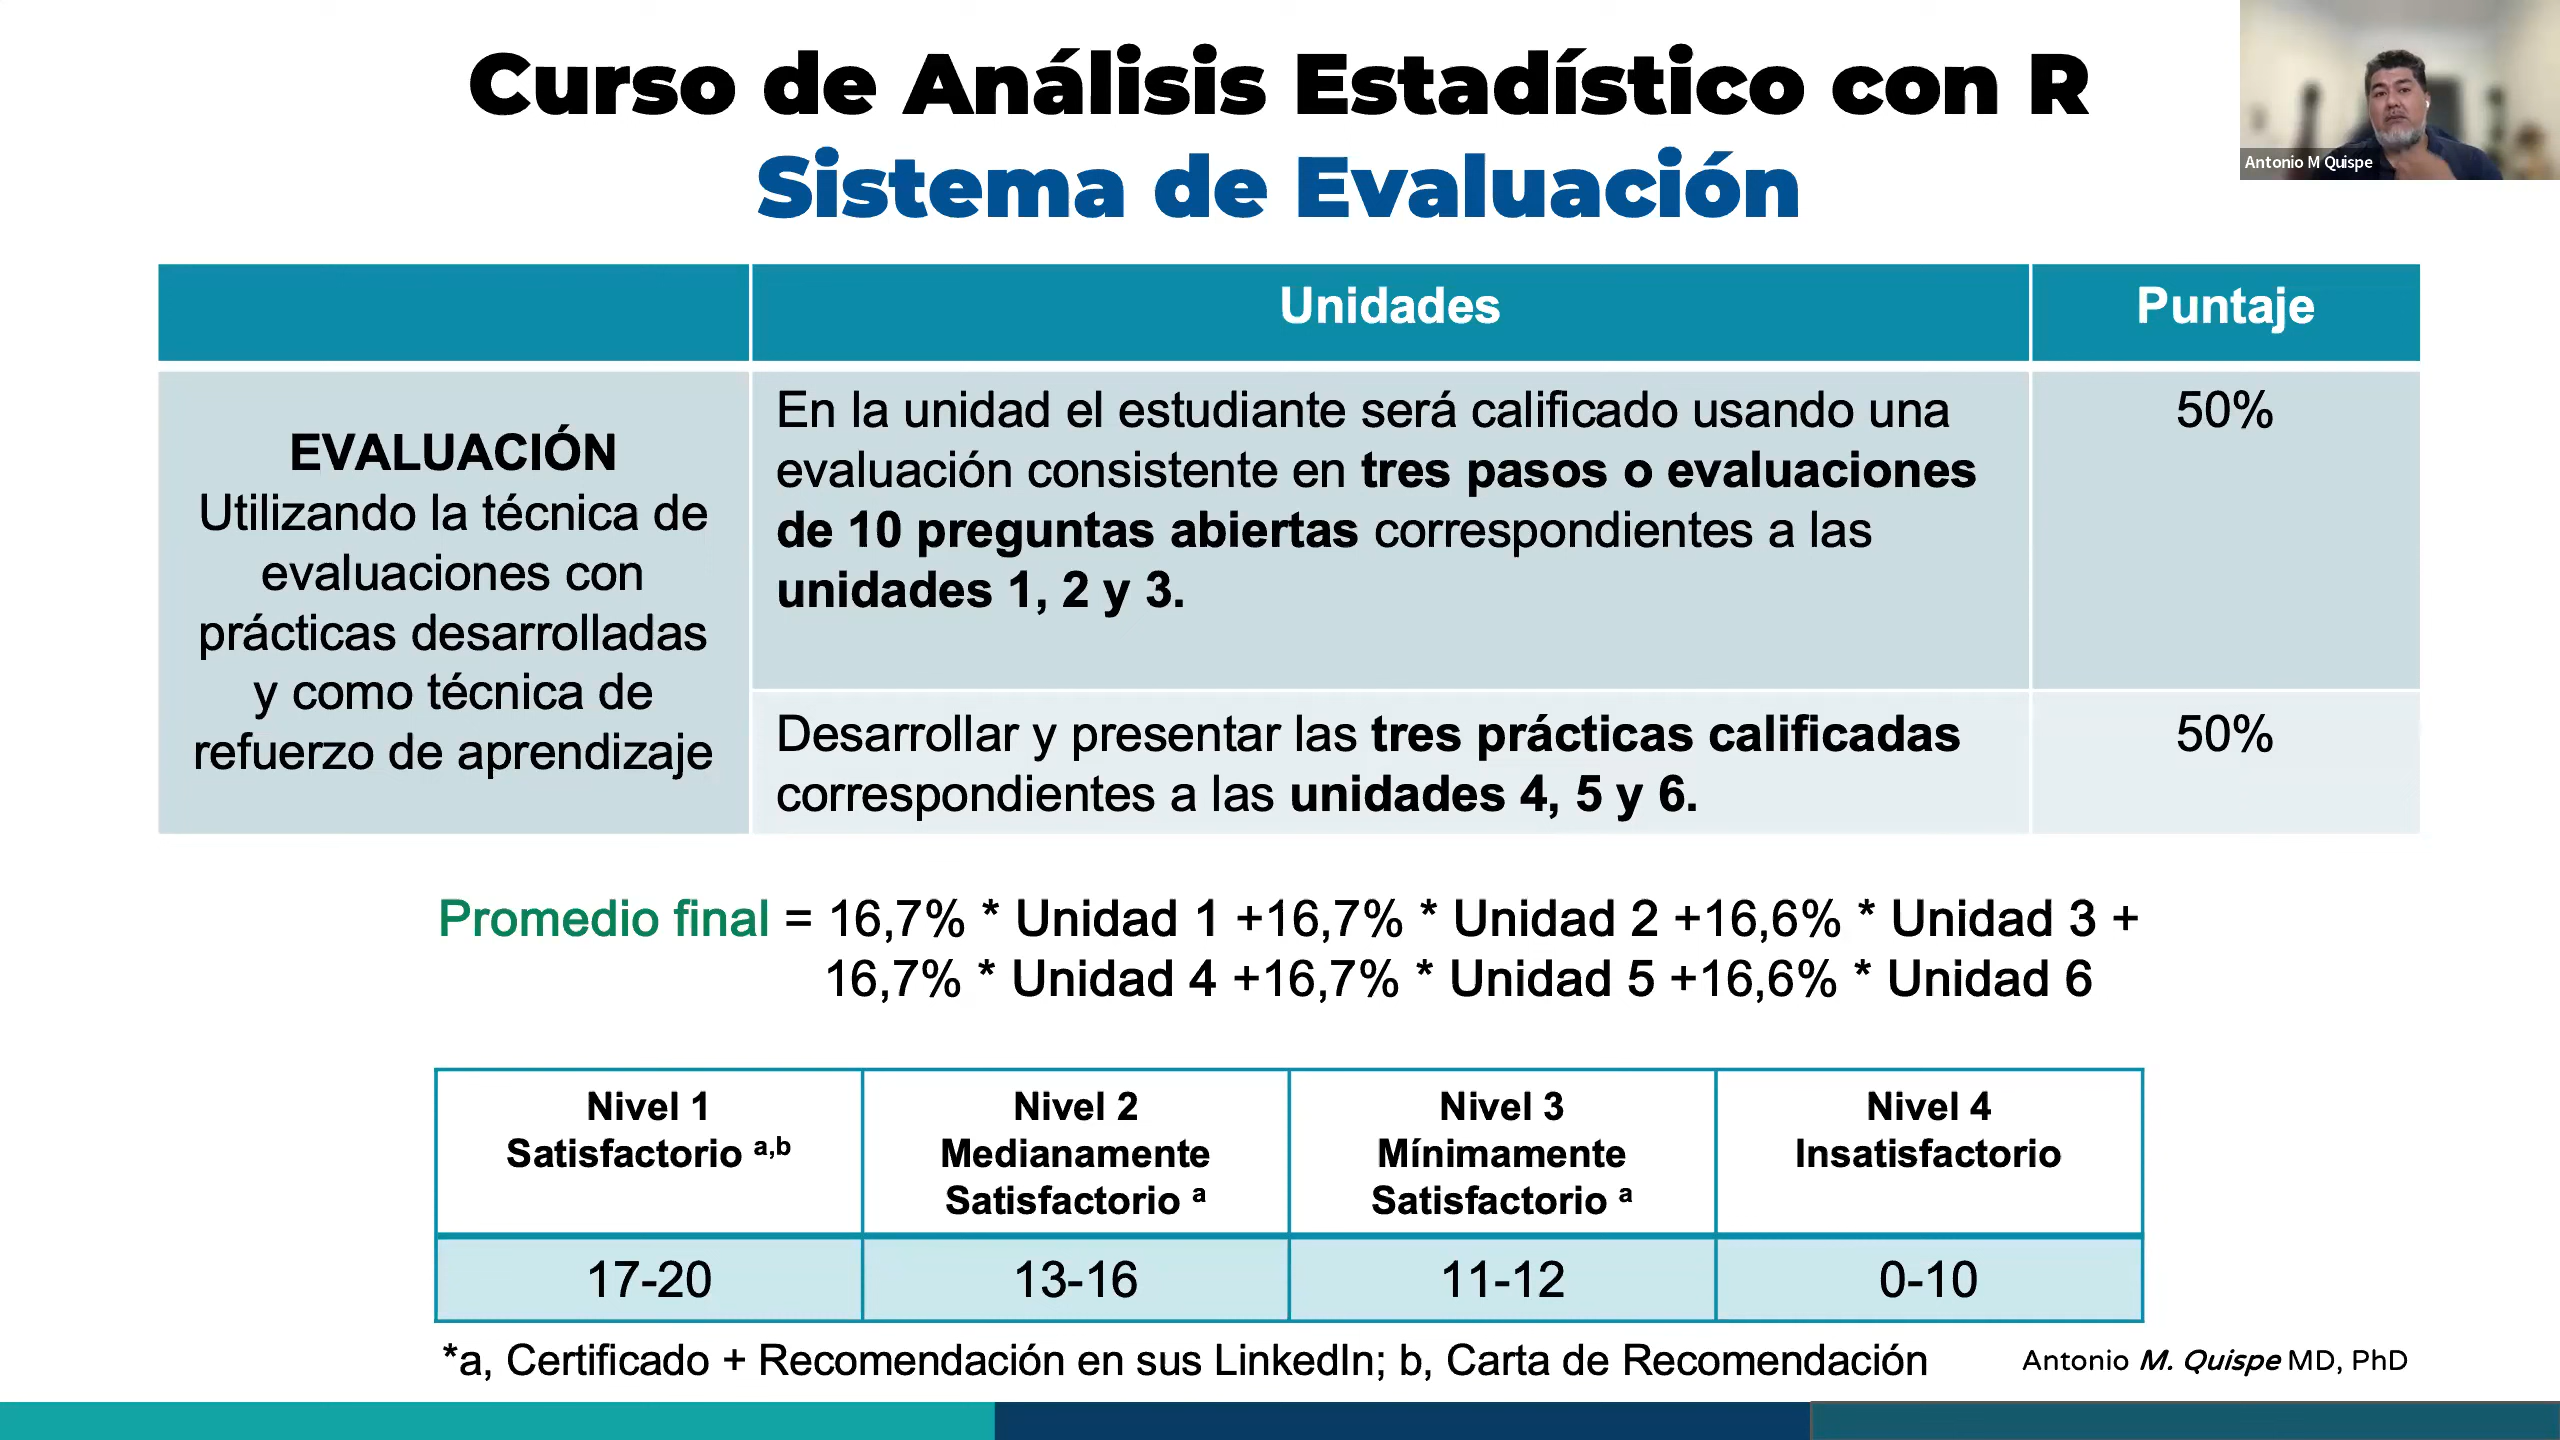 Curso de Análisis Estadístico con R
Sistema de Evaluación
Antonio M Quispe
Unidades
Puntaje
EVALUACIÓN
Utilizando la técnica de
evaluaciones con
prácticas desarrolladas
y como técnica de
refuerzo de aprendizaje
En la unidad el estudiante será calificado usando una
evaluación consistente en tres pasos o evaluaciones
de 10 preguntas abiertas correspondientes a las
unidades 1, 2 y 3.
50%
Desarrollar y presentar las tres prácticas calificadas
correspondientes a las unidades 4, 5 y 6.
50%
Promedio final = 16,7% * Unidad 1 +16,7% * Unidad 2 +16,6% * Unidad 3 +
16,7% * Unidad 4 +16,7% * Unidad 5 +16,6% * Unidad 6
Nivel 1
Satisfactorio a,b
Nivel 2
Medianamente
Satisfactorio a
Nivel 3
Mínimamente
Satisfactorio a
Nivel 4
Insatisfactorio
17-20
13-16
11-12
0-10
*a, Certificado + Recomendación en sus LinkedIn; b, Carta de Recomendación
Antonio M. Quispe MD, PhD